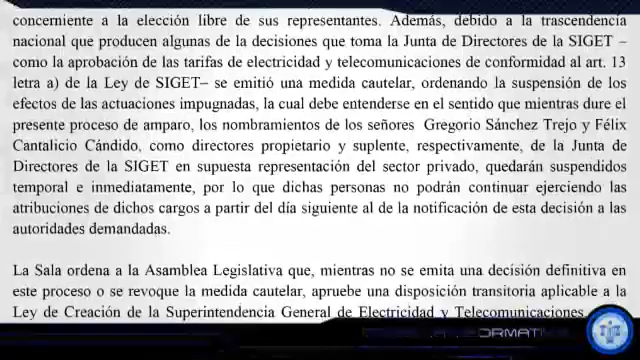 concerniente a la elección libre de sus representantes. Además, debido a la trascendencia
nacional que producen algunas de la decisiones que toma la Junta de Directores de la SIGET –
como la aprobación de las tarifas de electricidad y telecomunicaciones de conformidad al art. 13
letra a) de la Ley de SIGET– se emitió una medida cautelar, ordenando la suspensión de los
efectos de las actuaciones impugnadas, la cual debe entenderse en el sentido que mientras dure el
presente proceso de amparo, los nombramientos de los señores Gregorio Sánchez Trejo y Félix
Cantalicio Cándido, como directores propietario y suplente, respectivamente, de la Junta de
Directores de la SIGET en supuesta representación del sector privado, quedarán suspendidos
temporal e inmediatamente, por lo que dichas personas no podrán continuar ejerciendo las
atribuciones de dichos cargos a partir del día siguiente al de la notificación de esta decisión a las
autoridades demandadas.
La Sala ordena a la Asamblea Legislativa que, mientras no se emita una decisión definitiva en
este proceso o se revoque la medida cautelar, apruebe una disposición transitoria aplicable a la
Ley de Creación de la Superintendencia General de Electricidad y Telecomunicaciones